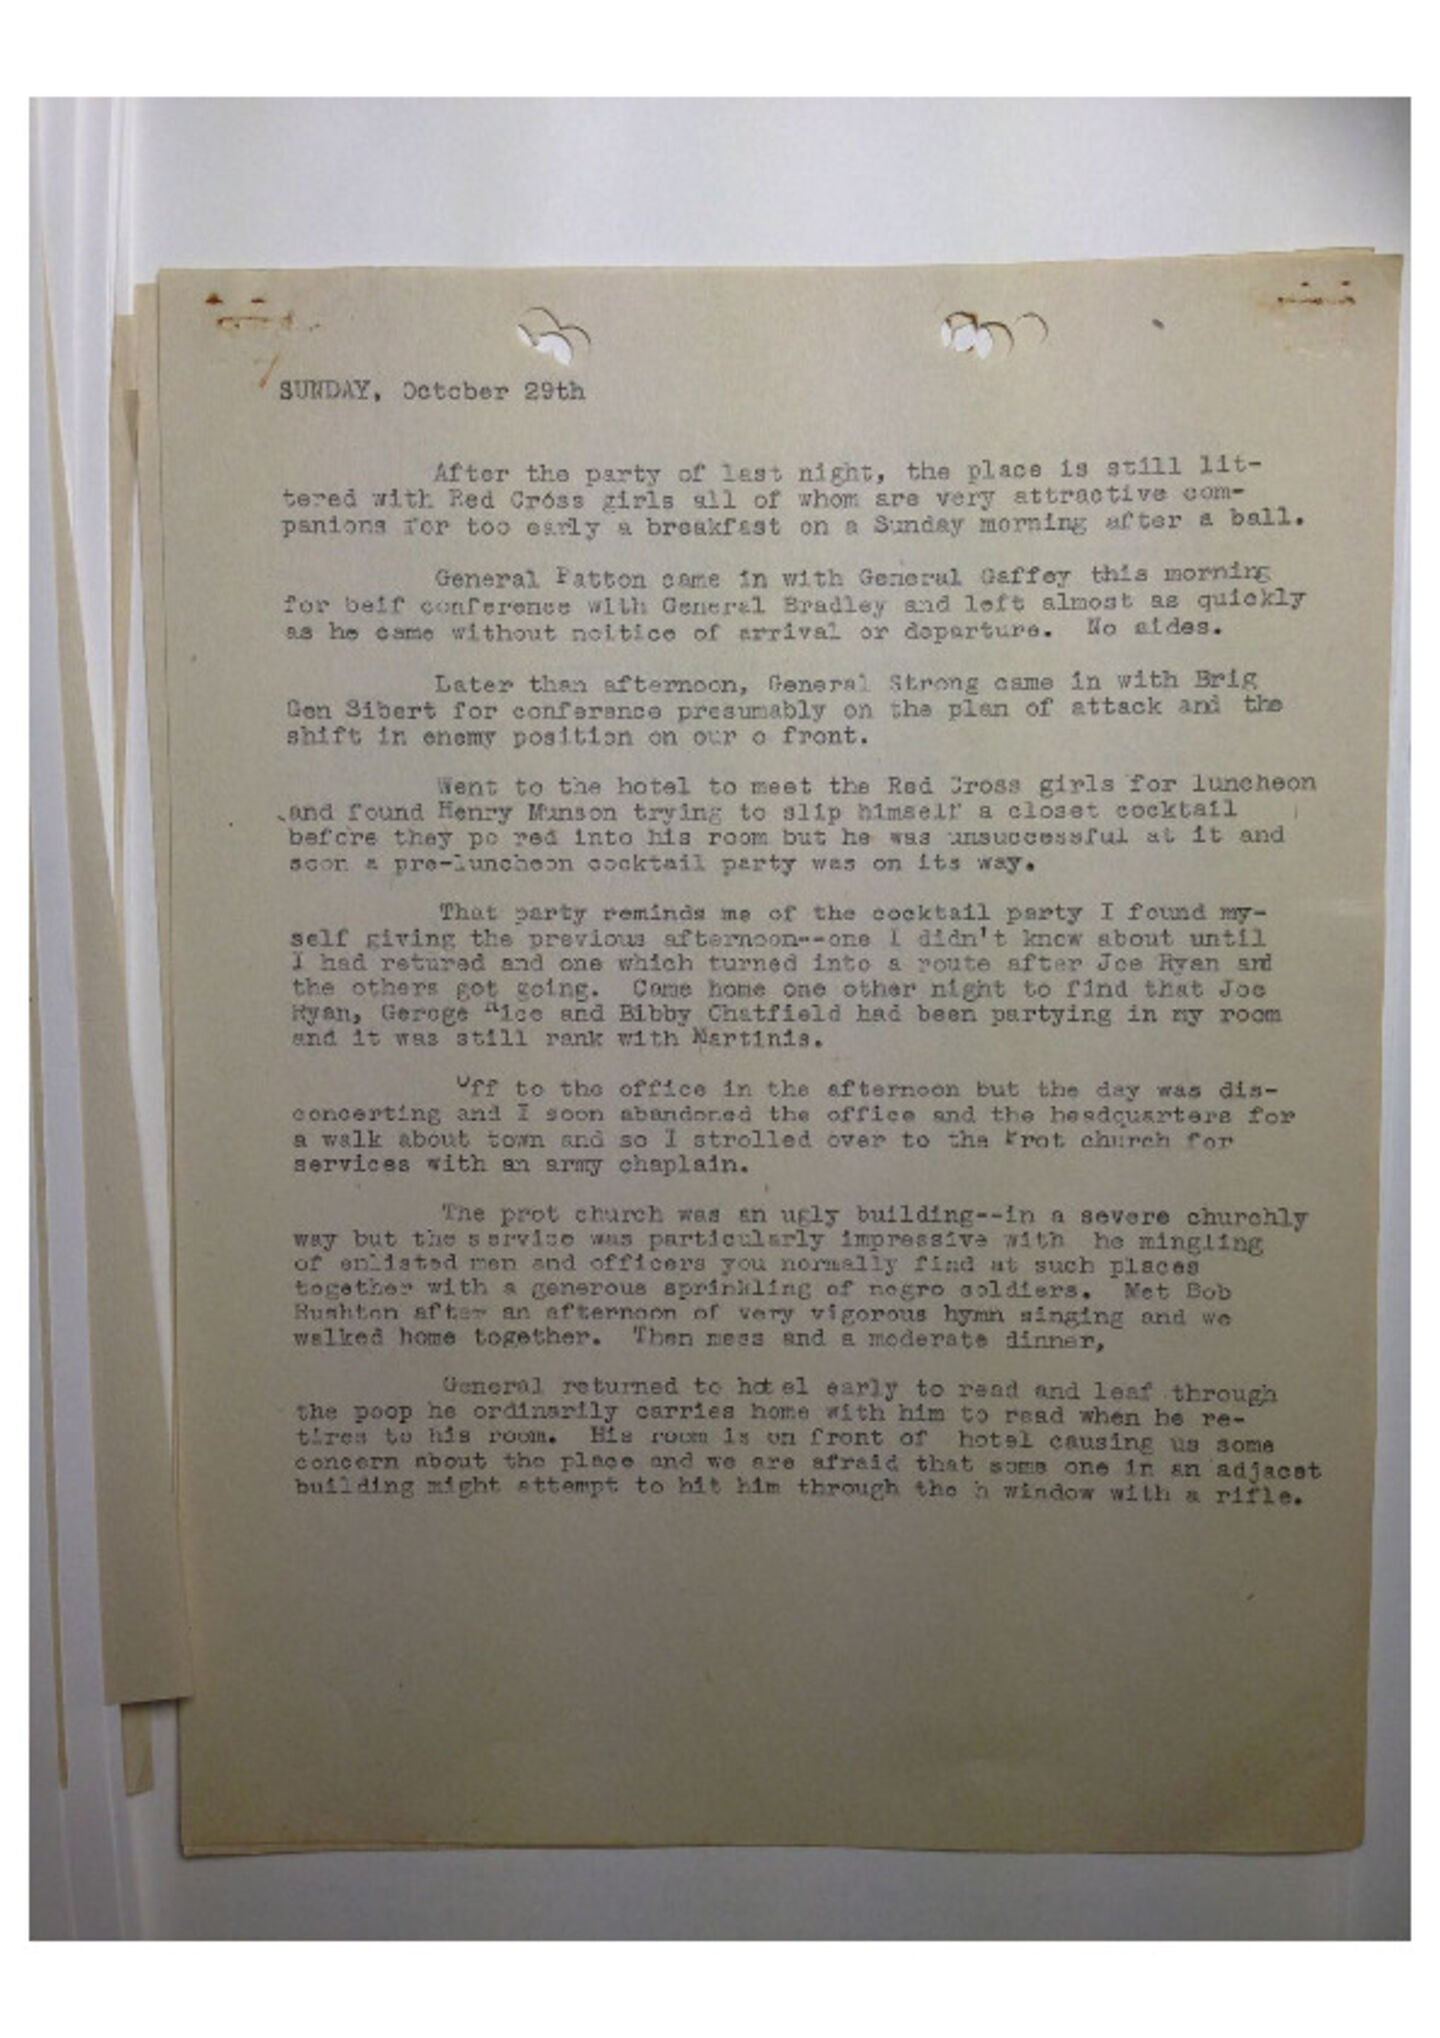 SUNDAY, October 29th
After the party of last night, the place is still lit-
tered with Red Cross girls all of whom are very attractive com-
panions for too early a breakfast on a Sunday morning after a ball.
General Patton came in with General Gaffey this morning
for beif conference with General Bradley and left almost as quickly
as he came without noitice of arrival or departure. No aides.
Later than afternoon, General Strong came in with Brig
Gen Sibert for conference presumably on the plan of attack and the
shift in enemy position on our o front.
Went to the hotel to meet the Red Cross girls for luncheon
and found Henry Munson trying to slip himself a closet cocktail
before they po red into his room but he was unsuccessful at it and
soon a pre-luncheon cocktail party was on its way.
That party reminds me of the cocktail party I found my-
self giving the previous afternoon--one I didn't know about until
I had retured and one which turned into a route after Joe Ryan and
the others got going. Came home one other night to find that Joe
Ryan, Geroge Rice and Bibby Chatfield had been partying in my room
and it was still rank with Martinis.
Off to the office in the afternoon but the day was dis-
concerting and I soon abandoned the office and the headquarters for
a walk about town and so I strolled over to the Prot church for
services with an army chaplain.
The prot church was an ugly building--in a severe churchly
way but the service was particularly impressive with he mingling
of enlisted men and officers you normally find at such places
together with a generous sprinkling of negro soldiers. Met Bob
Rushton after an afternoon of very vigorous hymn singing and we
walked home together. Then mess and a moderate dinner,
General returned to hotel early to read and leaf through
the poop he ordinarily carries home with him to read when he re-
tires to his room. His room is on front of hotel causing us some
concern about the place and we are afraid that some one in an adjacet
building might attempt to hit him through the h window with a rifle.